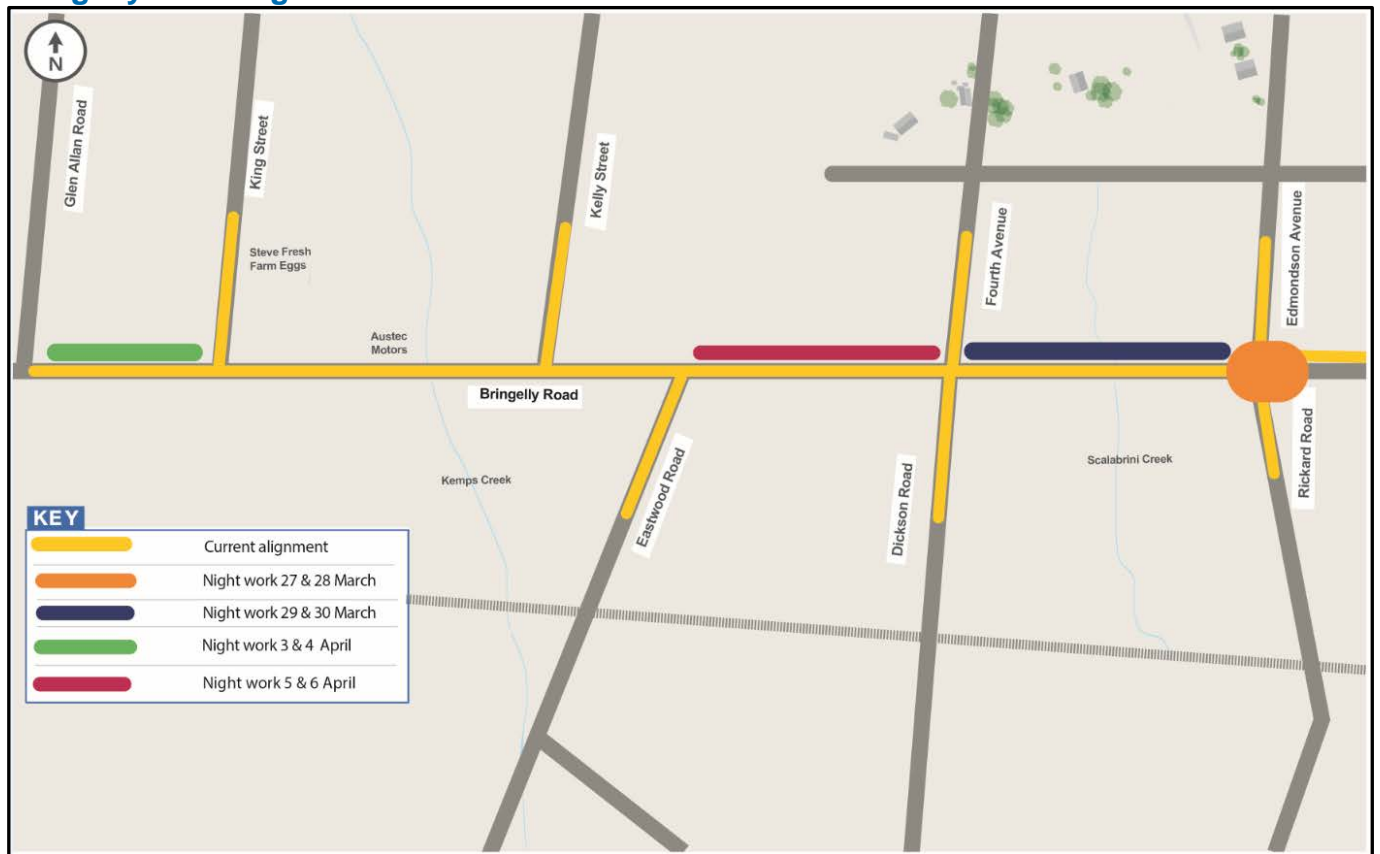 N
Glen Allan Road
King Street
Kelly Street
Fourth Avenue
Edmondson Avenue
Steve Fresh
Farm Eggs
Austec
Motors
Bringelly Road
Kemps Creek
Eastwood Road
Dickson Road
Scalabrini Creek
Rickard Road
KEY
Current alignment
Night work 27 & 28 March
Night work 29 & 30 March
Night work 3 & 4 April
Night work 5 & 6 April